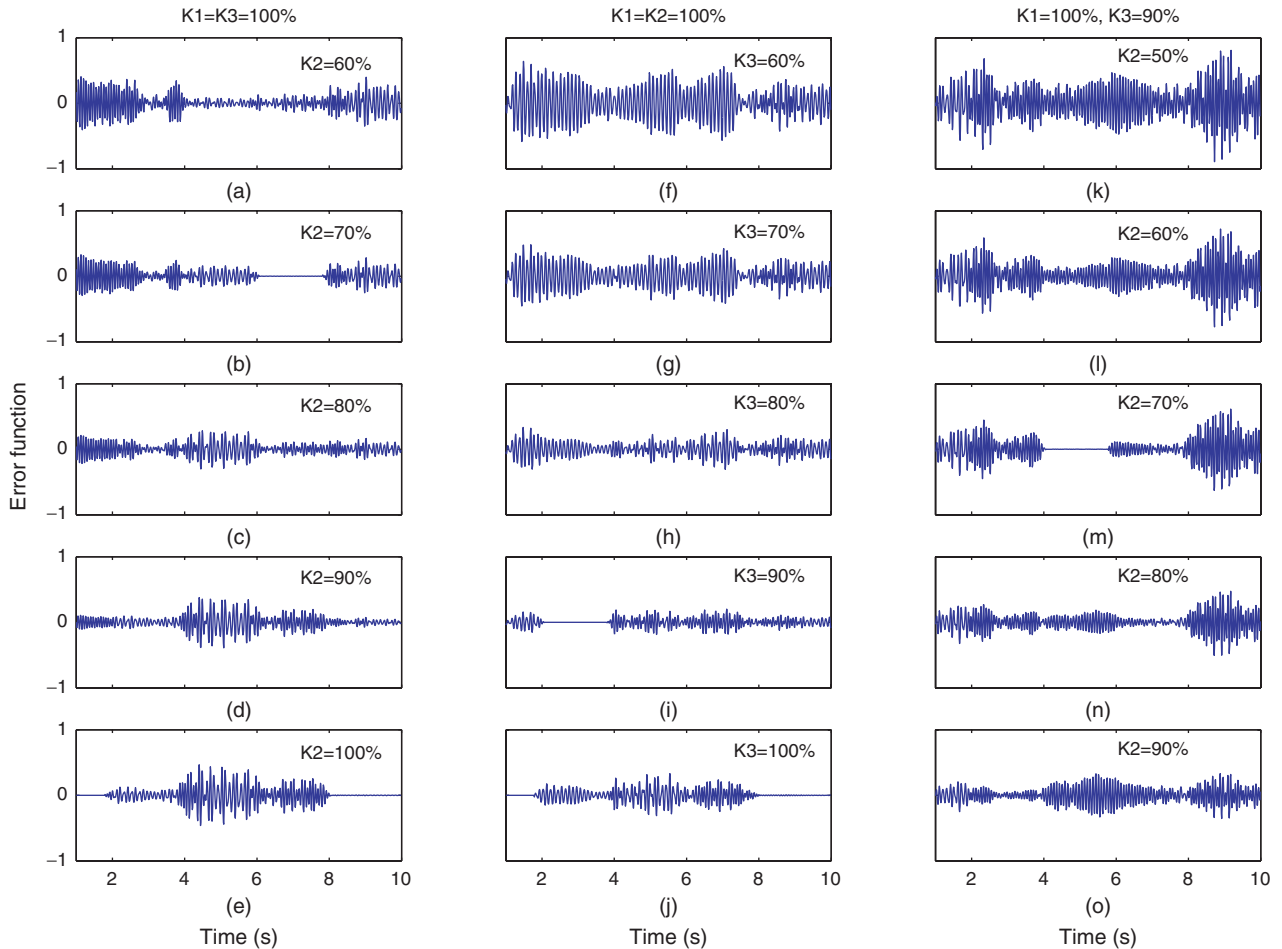 K1=K3=100% K1=K2=100% K1=100%, K3=90%
1
K2=60% K3=60% K2=50%
0
−1
(a) (f) (k)
1
K2=70% K3=70% K2=60%
0
−1
(b) (g) (l)
Error function
1
K2=80% K3=80% K2=70%
0
−1
(c) (h) (m)
1
K2=90% K3=90% K2=80%
0
−1
(d) (i) (n)
1
K2=100% K3=100% K2=90%
0
−1
2 4 6 8 10 2 4 6 8 10 2 4 6 8 10
(e) (j) (o)
Time (s) Time (s) Time (s)